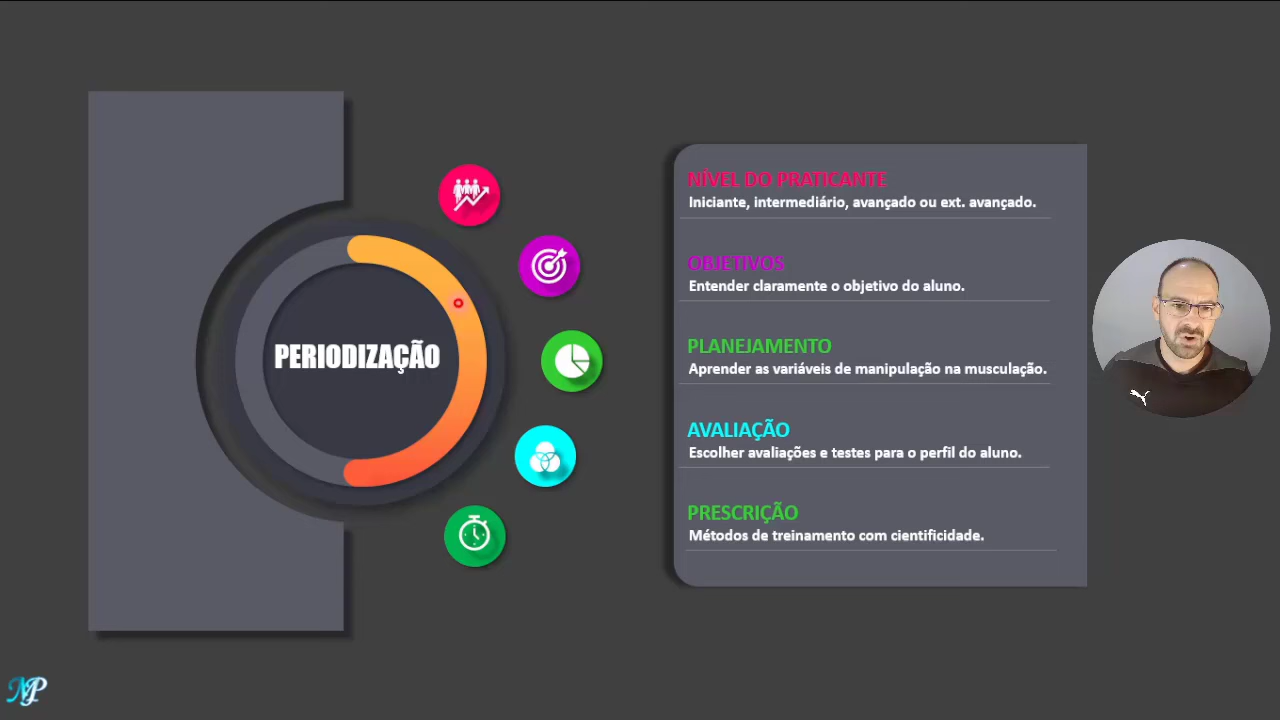 PERIODIZAÇÃO
NÍVEL DO PRATICANTE
Iniciante, intermediário, avançado ou ext. avançado.
OBJETIVOS
Entender claramente o objetivo do aluno.
PLANEJAMENTO
Aprender as variáveis de manipulação na musculação.
AVALIAÇÃO
Escolher avaliações e testes para o perfil do aluno.
PRESCRIÇÃO
Métodos de treinamento com cientificidade.
MP